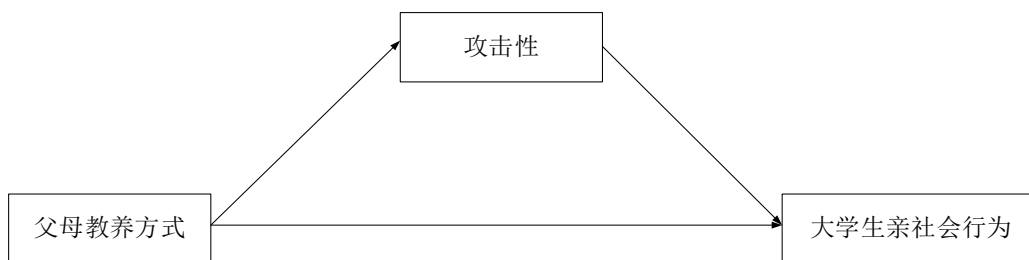 攻击性
父母教养方式
大学生亲社会行为